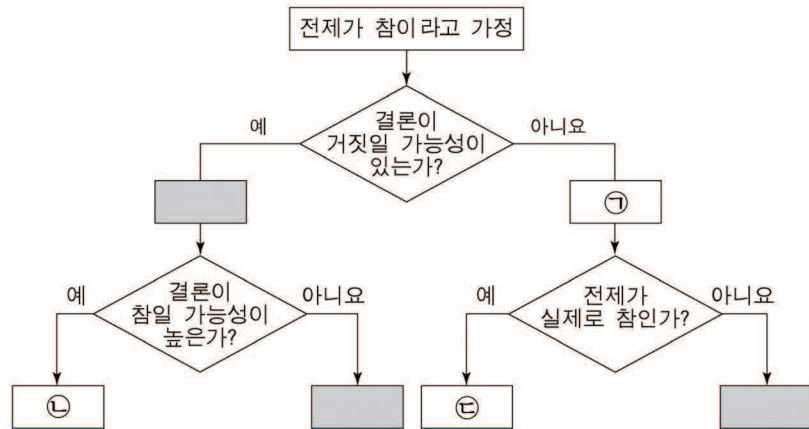 전제가 참이라고 가정
결론이
거짓일 가능성이
있는가?
예
아니요
㉠
결론이
참일 가능성이
높은가?
예
아니요
전제가
실제로 참인가?
예
아니요
㉡
㉢